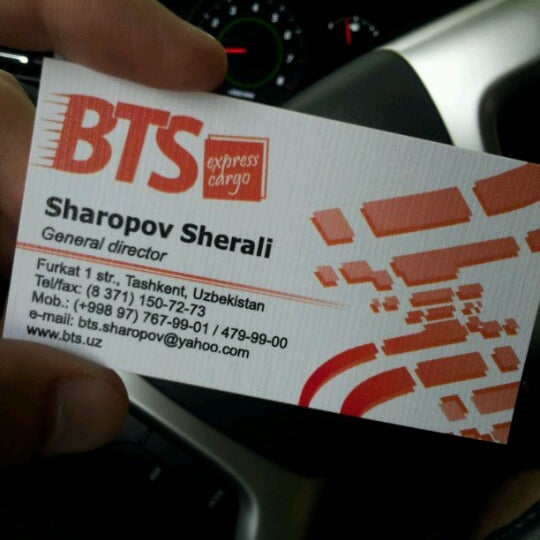 BTS
express
cargo
Sharopov Sherali
General director
Furkat 1 str., Tashkent, Uzbekistan
Tel/fax: (8 371) 150-72-73
Mob.: (+998 97) 767-99-01 / 479-99-00
e-mail: bts.sharopov@yahoo.com
www.bts.uz